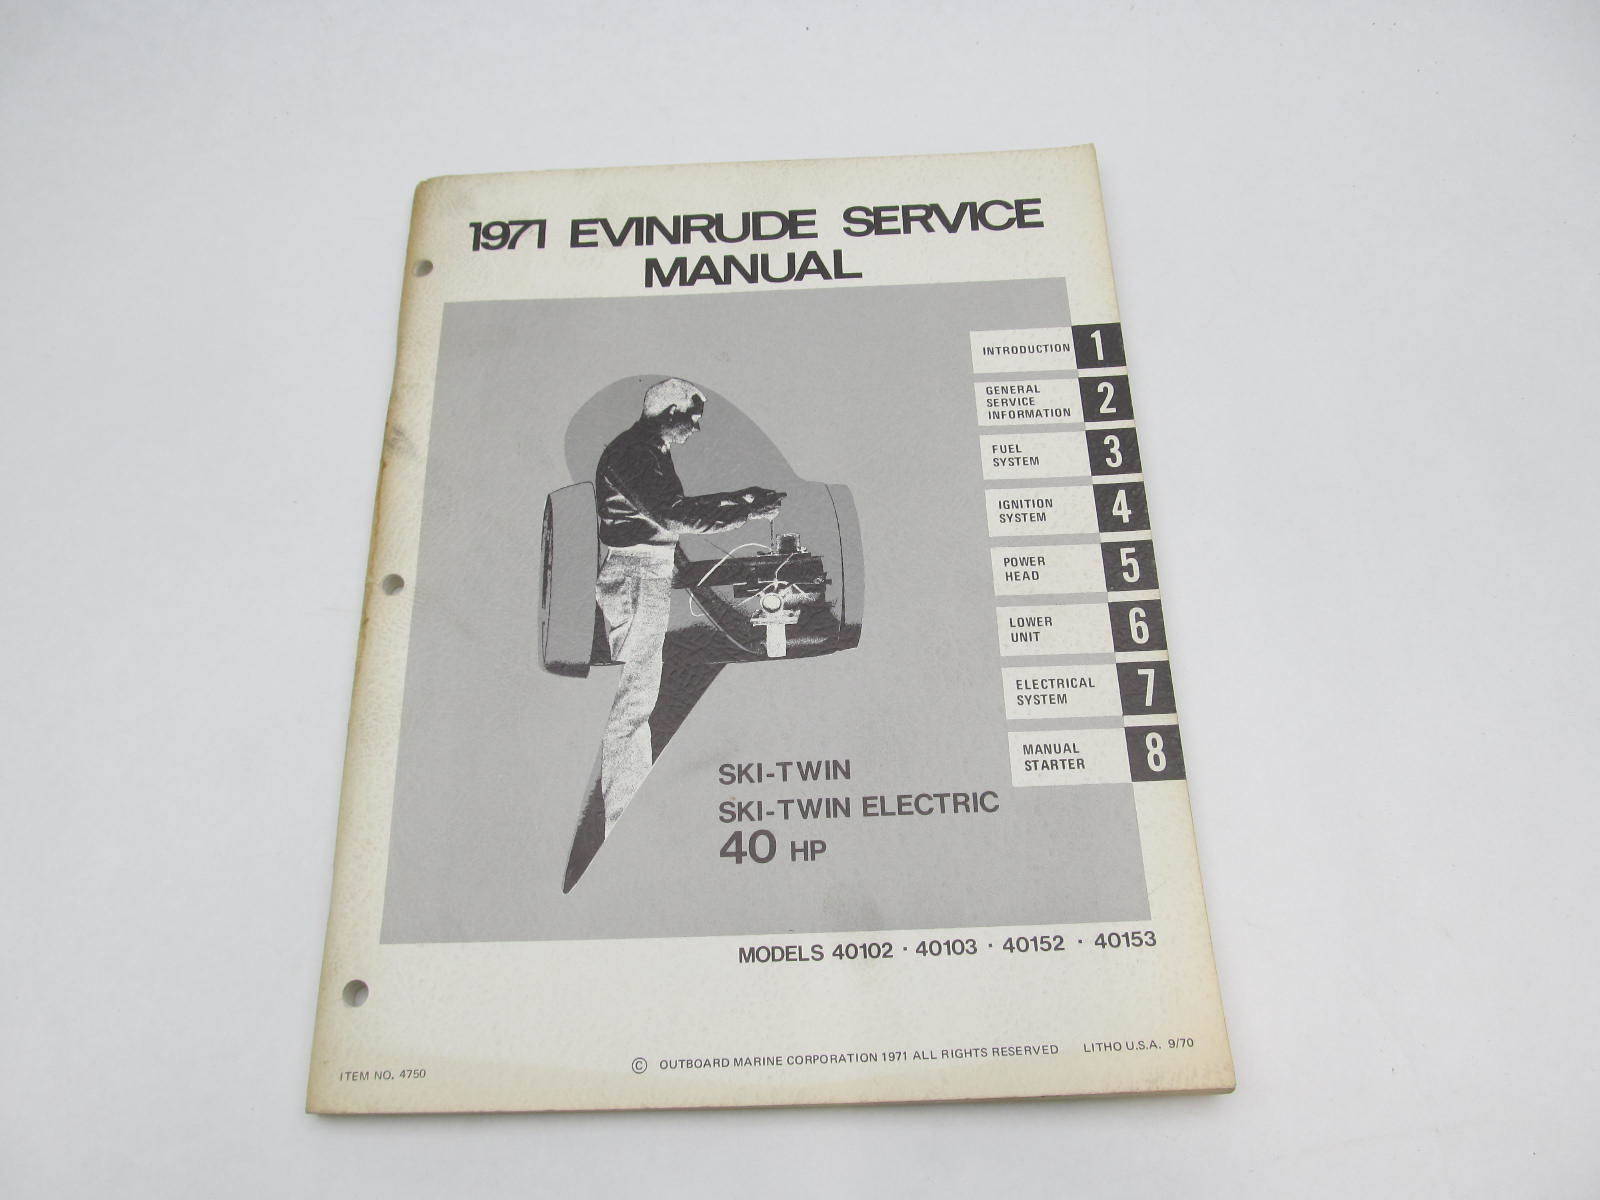 1971 EVINRUDE SERVICE
MANUAL
INTRODUCTION 1
GENERAL
SERVICE
INFORMATION 2
FUEL
SYSTEM 3
IGNITION
SYSTEM 4
POWER
HEAD 5
LOWER
UNIT 6
ELECTRICAL
SYSTEM 7
MANUAL
STARTER 8
SKI-TWIN
SKI-TWIN ELECTRIC
40 HP
MODELS 40102 · 40103 · 40152 · 40153
ITEM NO. 4750
© OUTBOARD MARINE CORPORATION 1971 ALL RIGHTS RESERVED LITHO U.S.A. 9/70